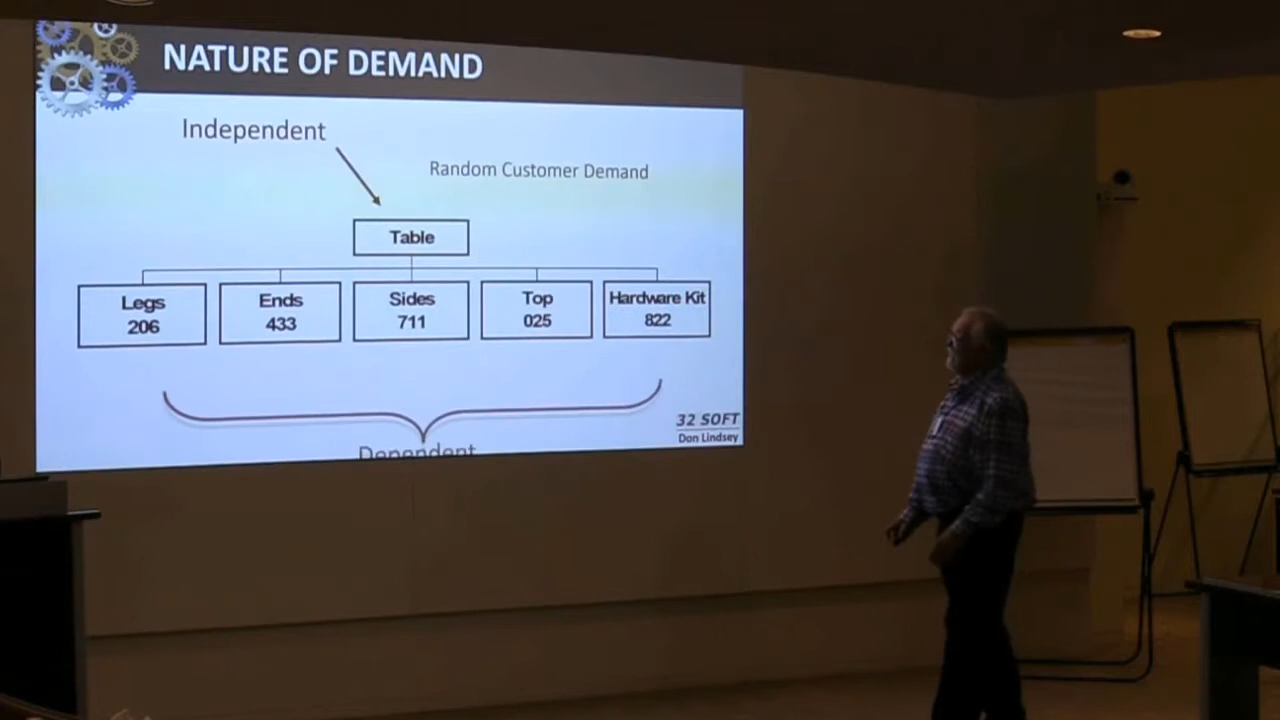 NATURE OF DEMAND
Independent
Random Customer Demand
Table
Legs
206
Ends
433
Sides
711
Top
025
Hardware Kit
822
Dependent
32 SOFT
Don Lindsey